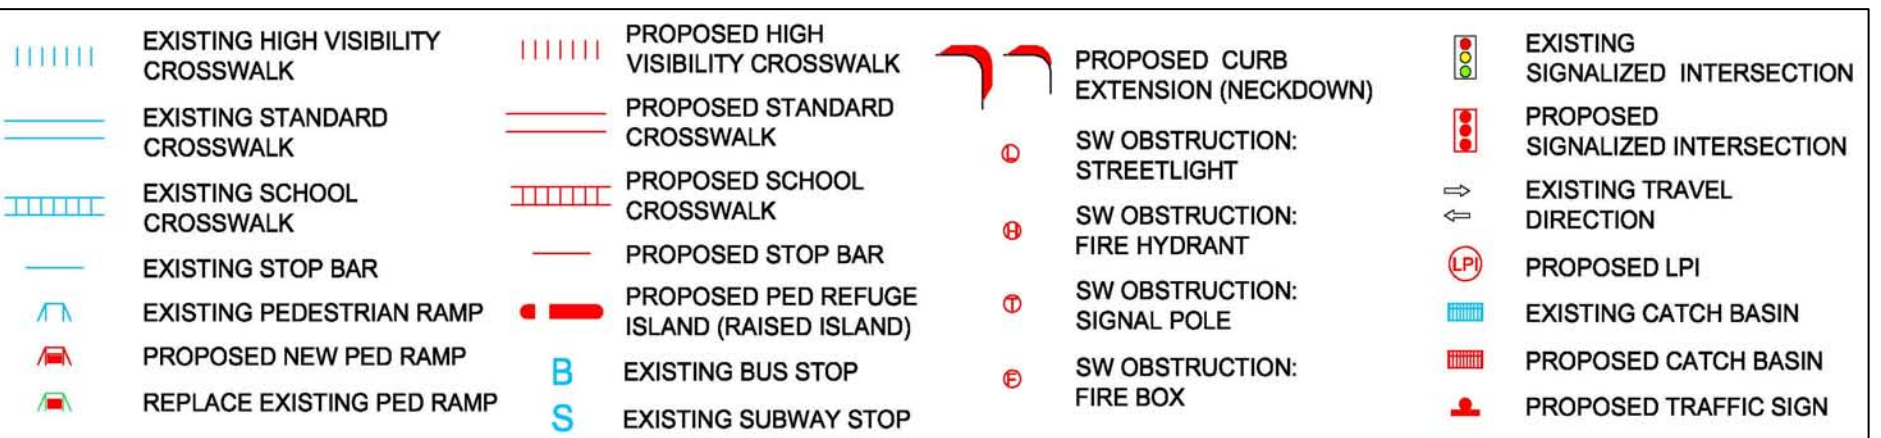 EXISTING HIGH VISIBILITY
CROSSWALK
EXISTING STANDARD
CROSSWALK
EXISTING SCHOOL
CROSSWALK
EXISTING STOP BAR
EXISTING PEDESTRIAN RAMP
PROPOSED NEW PED RAMP
REPLACE EXISTING PED RAMP
PROPOSED HIGH
VISIBILITY CROSSWALK
PROPOSED STANDARD
CROSSWALK
PROPOSED SCHOOL
CROSSWALK
PROPOSED STOP BAR
PROPOSED PED REFUGE
ISLAND (RAISED ISLAND)
B EXISTING BUS STOP
S EXISTING SUBWAY STOP
PROPOSED CURB
EXTENSION (NECKDOWN)
L SW OBSTRUCTION:
STREETLIGHT
H SW OBSTRUCTION:
FIRE HYDRANT
T SW OBSTRUCTION:
SIGNAL POLE
F SW OBSTRUCTION:
FIRE BOX
EXISTING
SIGNALIZED INTERSECTION
PROPOSED
SIGNALIZED INTERSECTION
EXISTING TRAVEL
DIRECTION
LPI PROPOSED LPI
EXISTING CATCH BASIN
PROPOSED CATCH BASIN
PROPOSED TRAFFIC SIGN